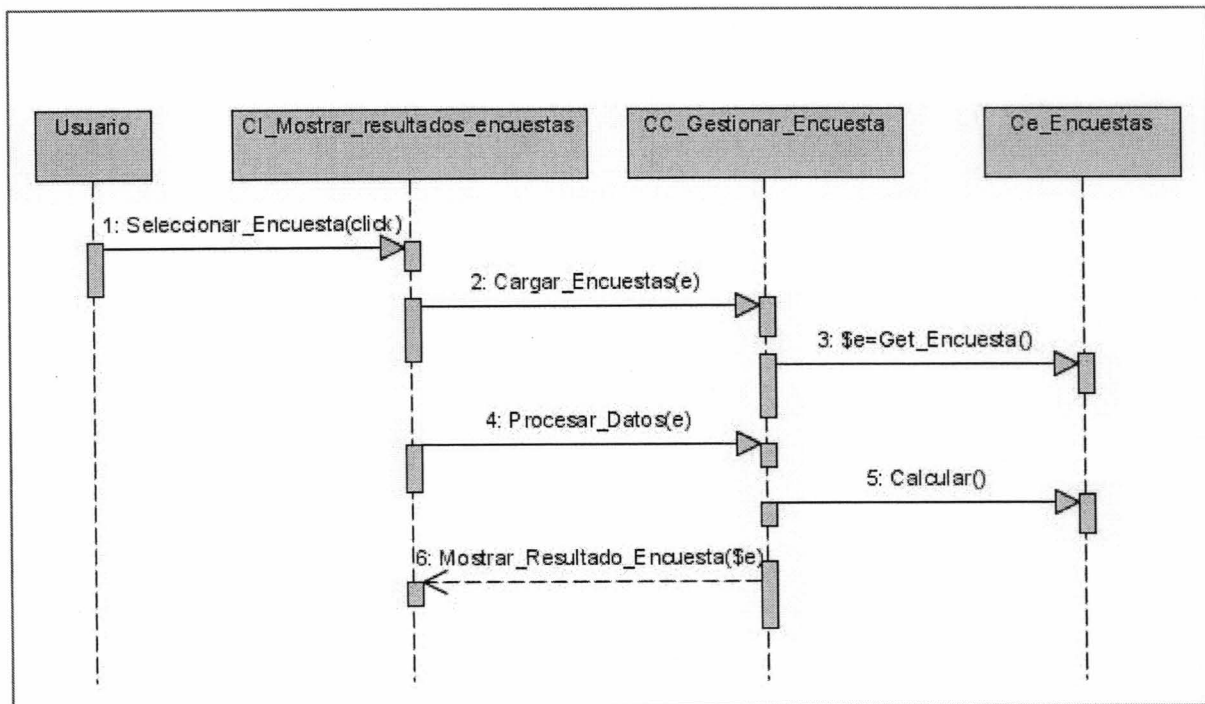 Usuario
CI_Mostrar_resultados_encuestas
CC_Gestionar_Encuesta
Ce_Encuestas
1: Seleccionar_Encuesta(click)
2: Cargar_Encuestas(e)
3: $e=Get_Encuesta()
4: Procesar_Datos(e)
5: Calcular()
6: Mostrar_Resultado_Encuesta($e)